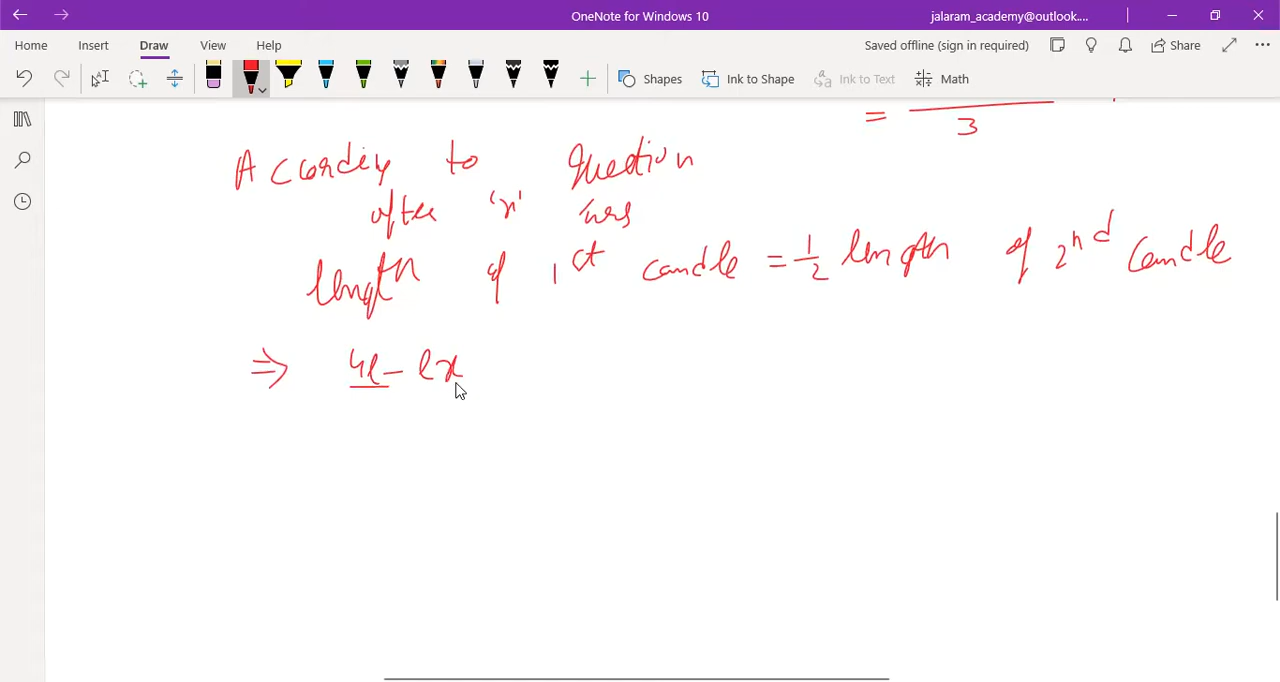 OneNote for Windows 10
jalaram_academy@outlook....
Home Insert Draw View Help
Saved offline (sign in required)
Share
Shapes
Ink to Shape
Ink to Text
Math
=
3
According to Question
after 'x' hrs
length of 1st candle = 1/2 length of 2nd candle
⇒ 4l - lx